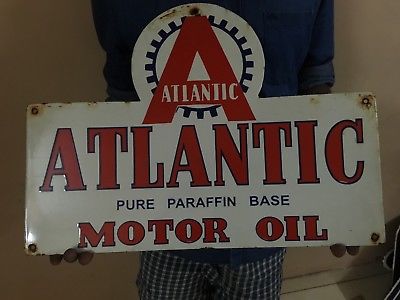 ATLANTIC
ATLANTIC
PURE PARAFFIN BASE
MOTOR OIL